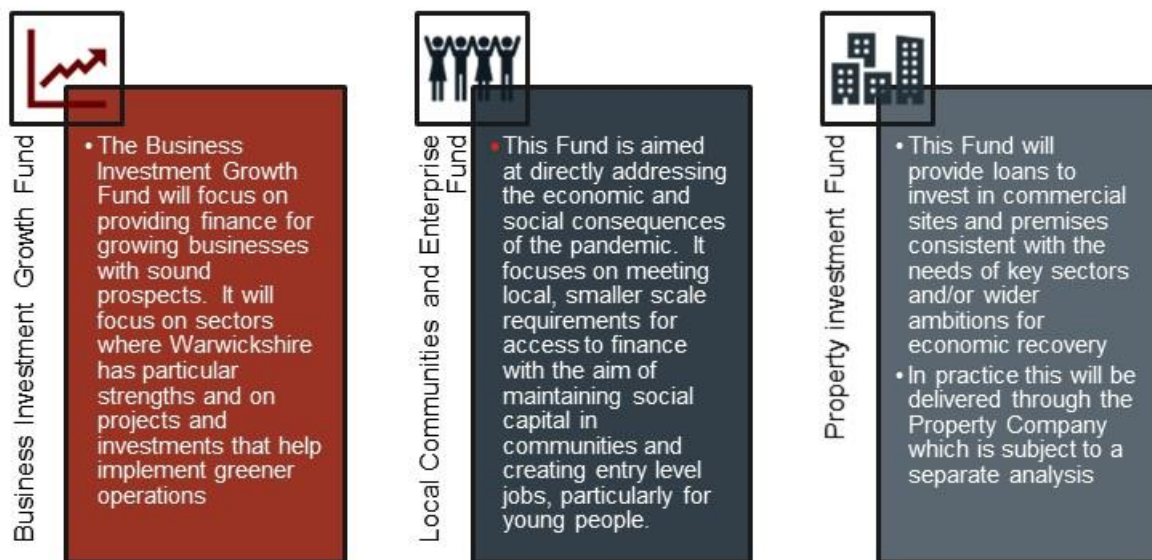 Business Investment Growth Fund
• The Business
Investment Growth
Fund will focus on
providing finance for
growing businesses
with sound
prospects. It will
focus on sectors
where Warwickshire
has particular
strengths and on
projects and
investments that help
implement greener
operations
Local Communities and Enterprise
Fund
• This Fund is aimed
at directly addressing
the economic and
social consequences
of the pandemic. It
focuses on meeting
local, smaller scale
requirements for
access to finance
with the aim of
maintaining social
capital in
communities and
creating entry level
jobs, particularly for
young people.
Property investment Fund
• This Fund will
provide loans to
invest in commercial
sites and premises
consistent with the
needs of key sectors
and/or wider
ambitions for
economic recovery
• In practice this will be
delivered through the
Property Company
which is subject to a
separate analysis